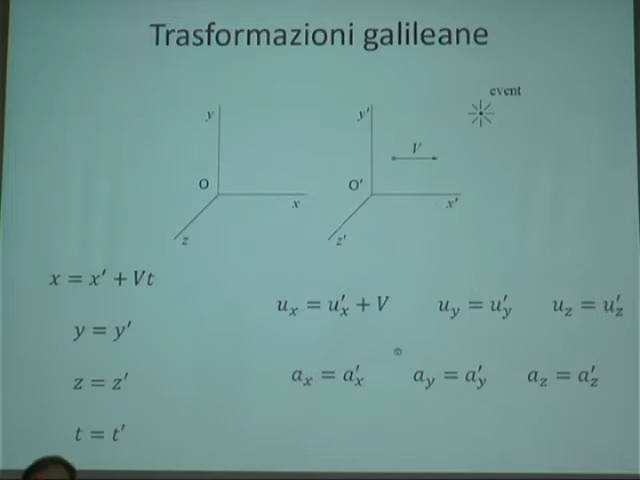 Trasformazioni galileane
event
y y'
V
O O'
x x'
z z'
x = x' + Vt
u_x = u'_x + V u_y = u'_y u_z = u'_z
y = y'
a_x = a'_x a_y = a'_y a_z = a'_z
z = z'
t = t'